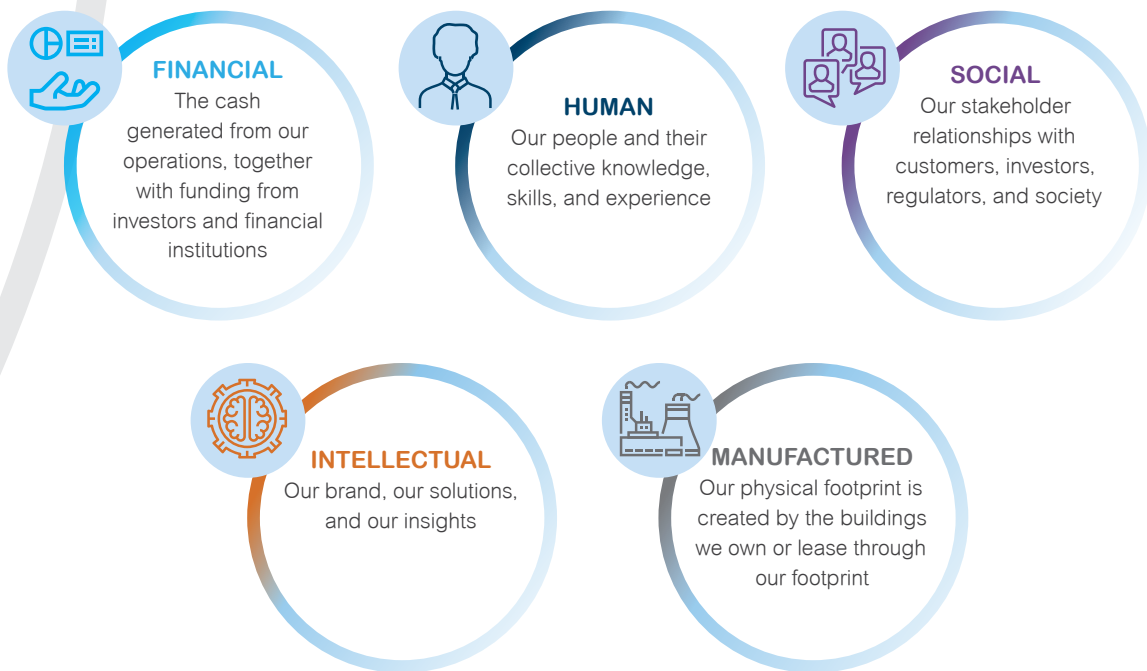 FINANCIAL
The cash
generated from our
operations, together
with funding from
investors and financial
institutions
HUMAN
Our people and their
collective knowledge,
skills, and experience
SOCIAL
Our stakeholder
relationships with
customers, investors,
regulators, and society
INTELLECTUAL
Our brand, our solutions,
and our insights
MANUFACTURED
Our physical footprint is
created by the buildings
we own or lease through
our footprint